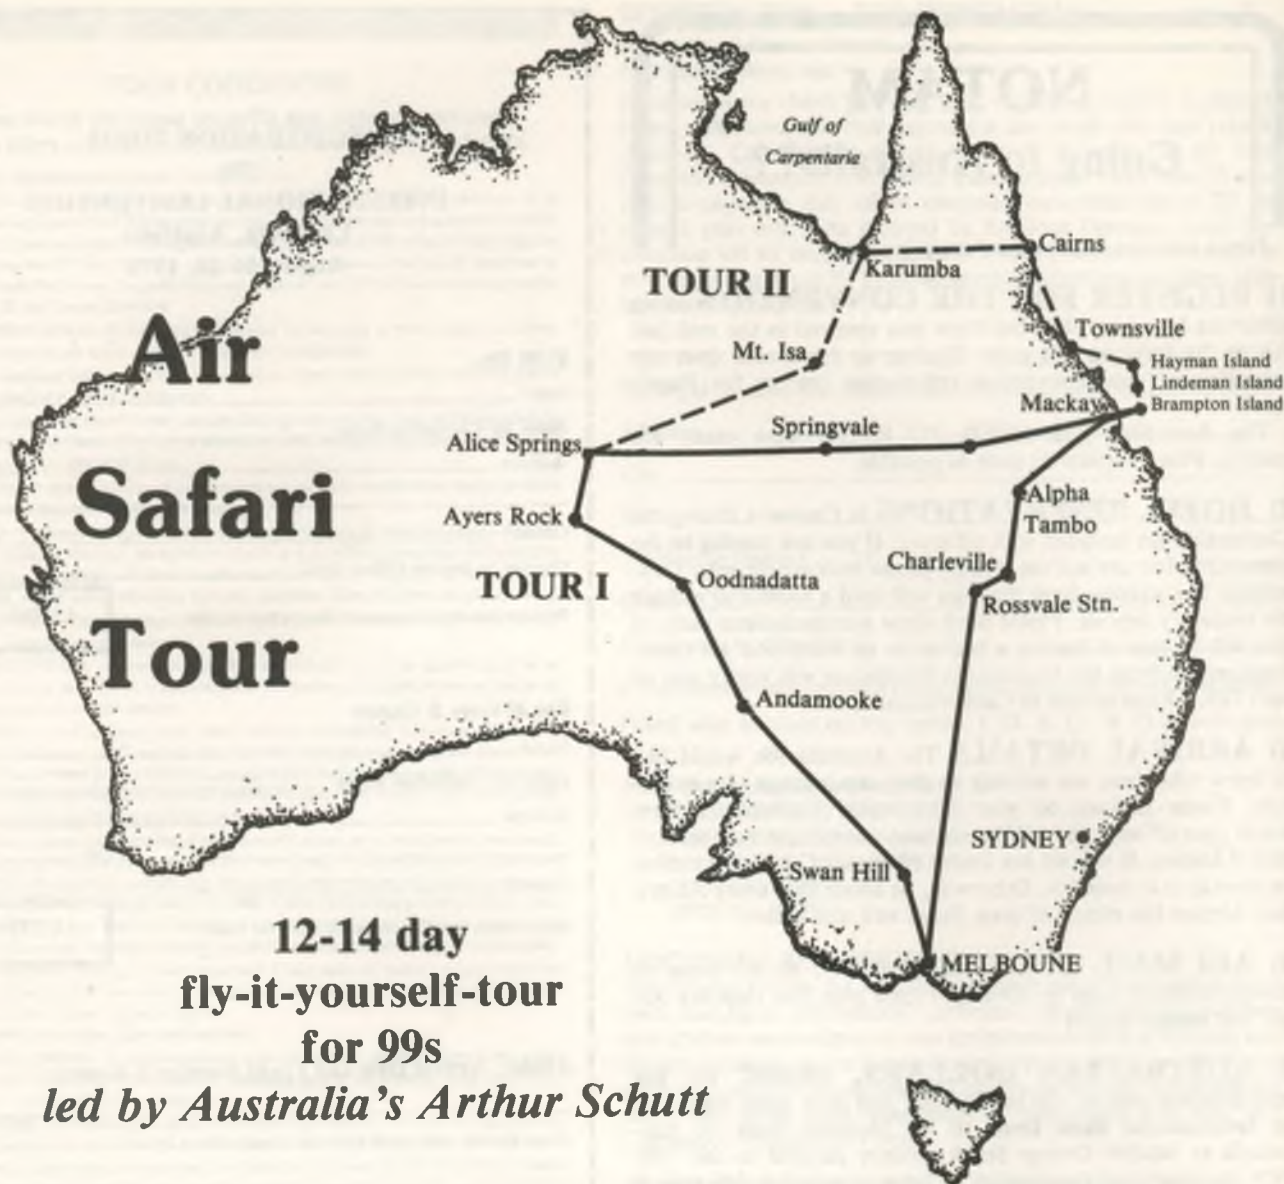 Gulf of
Carpentaria
Cairns
Karumba
TOUR II
Townsville
Mt. Isa
Hayman Island
Lindeman Island
Brampton Island
Mackay
Air
Safari
Tour
Springvale
Alice Springs
Alpha
Tambo
Ayers Rock
Charleville
TOUR I
Oodnadatta
Rossvale Stn.
Andamooke
SYDNEY
Swan Hill
MELBOUNE
12-14 day
fly-it-yourself-tour
for 99s
led by Australia's Arthur Schutt